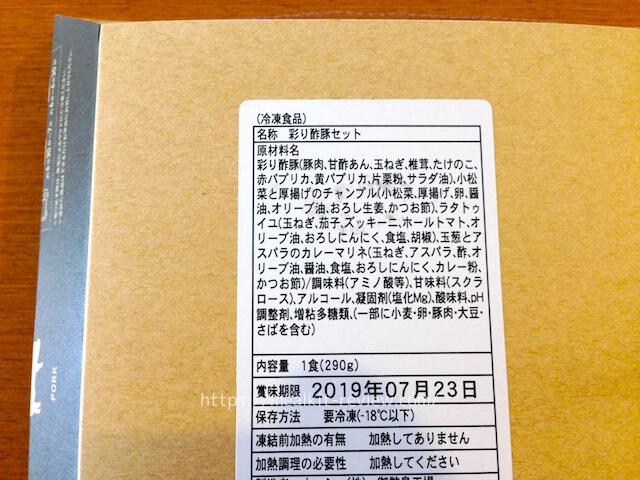 (冷凍食品)
名称 彩り酢豚セット
原材料名
彩り酢豚(豚肉、甘酢あん、玉ねぎ、椎茸、たけのこ、
赤パプリカ、黄パプリカ、片栗粉、サラダ油)、小松
菜と厚揚げのチャンプル(小松菜、厚揚げ、卵、醤
油、オリーブ油、おろし生姜、かつお節)、ラタトゥ
イユ(玉ねぎ、茄子、ズッキーニ、ホールトマト、オ
リーブ油、おろしにんにく、食塩、胡椒)、玉葱とア
スパラのカレーマリネ(玉ねぎ、アスパラ、酢、オ
リーブ油、醤油、食塩、おろしにんにく、カレー粉、
かつお節)/調味料(アミノ酸等)、甘味料(スクラ
ロース)、アルコール、凝固剤(塩化Mg)、酸味料、pH
調整剤、増粘多糖類、(一部に小麦・卵・豚肉・大豆・
さばを含む)
内容量 1食(290g)
賞味期限 2019年07月23日
保存方法 要冷凍(-18℃以下)
凍結前加熱の有無 加熱してありません
加熱調理の必要性 加熱してください
PORK
https://mealkit-review.com/